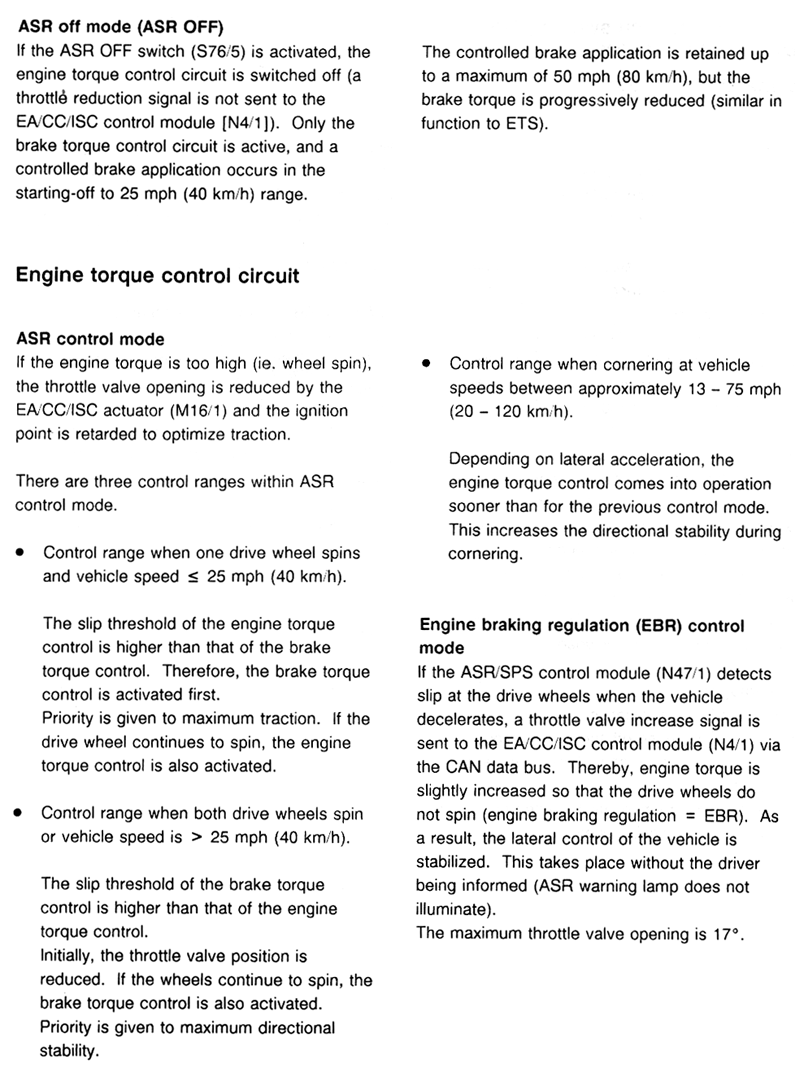 ASR off mode (ASR OFF)
If the ASR OFF switch (S76/5) is activated, the
engine torque control circuit is switched off (a
throttle reduction signal is not sent to the
EA/CC/ISC control module [N4/1]). Only the
brake torque control circuit is active, and a
controlled brake application occurs in the
starting-off to 25 mph (40 km/h) range.
The controlled brake application is retained up
to a maximum of 50 mph (80 km/h), but the
brake torque is progressively reduced (similar in
function to ETS).
Engine torque control circuit
ASR control mode
If the engine torque is too high (ie. wheel spin),
the throttle valve opening is reduced by the
EA/CC/ISC actuator (M16/1) and the ignition
point is retarded to optimize traction.
There are three control ranges within ASR
control mode.
• Control range when one drive wheel spins
and vehicle speed ≤ 25 mph (40 km/h).
The slip threshold of the engine torque
control is higher than that of the brake
torque control. Therefore, the brake torque
control is activated first.
Priority is given to maximum traction. If the
drive wheel continues to spin, the engine
torque control is also activated.
• Control range when both drive wheels spin
or vehicle speed is > 25 mph (40 km/h).
The slip threshold of the brake torque
control is higher than that of the engine
torque control.
Initially, the throttle valve position is
reduced. If the wheels continue to spin, the
brake torque control is also activated.
Priority is given to maximum directional
stability.
• Control range when cornering at vehicle
speeds between approximately 13 – 75 mph
(20 – 120 km/h).
Depending on lateral acceleration, the
engine torque control comes into operation
sooner than for the previous control mode.
This increases the directional stability during
cornering.
Engine braking regulation (EBR) control
mode
If the ASR/SPS control module (N47/1) detects
slip at the drive wheels when the vehicle
decelerates, a throttle valve increase signal is
sent to the EA/CC/ISC control module (N4/1) via
the CAN data bus. Thereby, engine torque is
slightly increased so that the drive wheels do
not spin (engine braking regulation = EBR). As
a result, the lateral control of the vehicle is
stabilized. This takes place without the driver
being informed (ASR warning lamp does not
illuminate).
The maximum throttle valve opening is 17°.